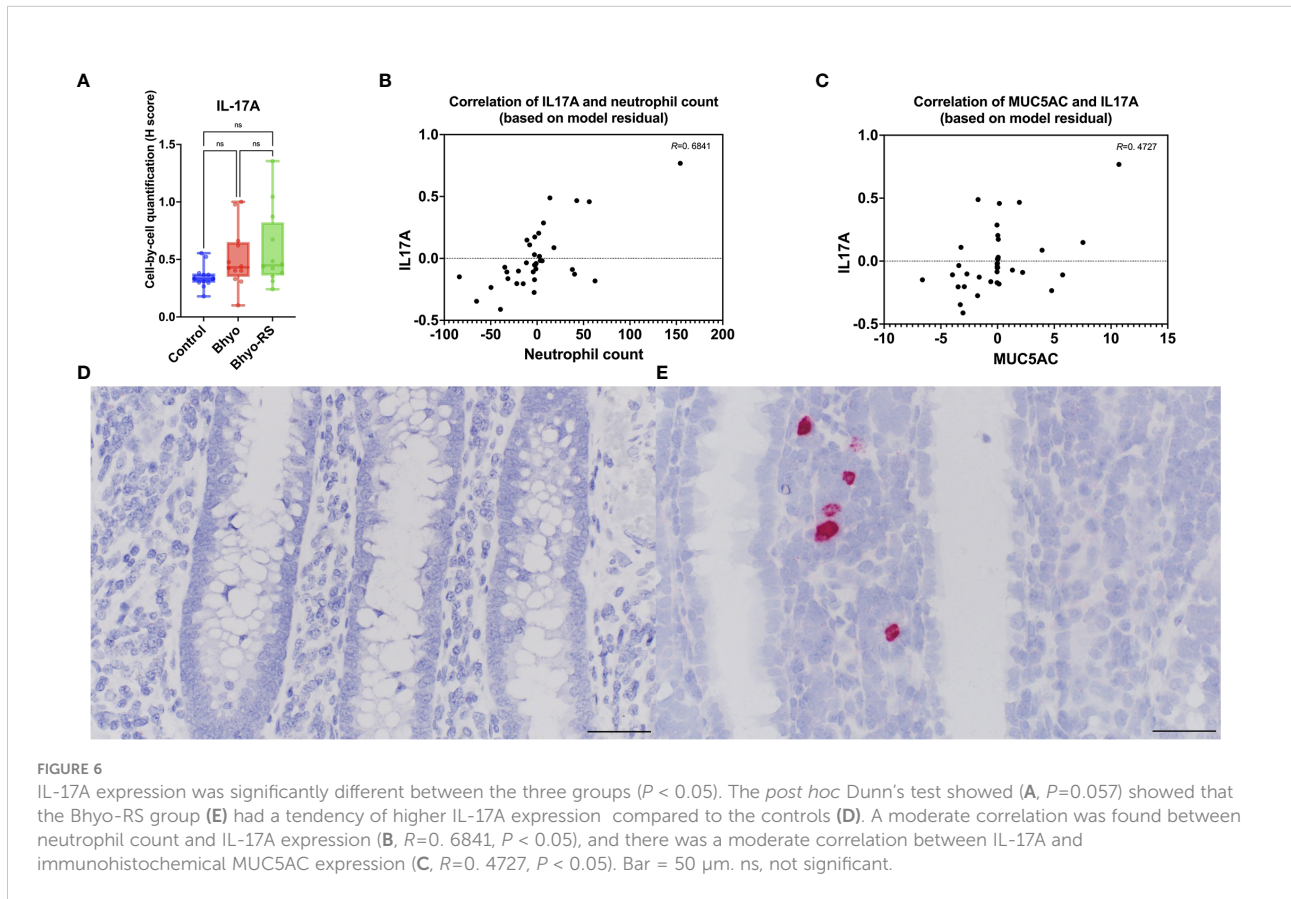 A
B
C
IL-17A
Cell-by-cell quantification (H score)
ns
ns
ns
1.5
1.0
0.5
0.0
Control
Bhyo
Bhyo-RS
Correlation of IL17A and neutrophil count
(based on model residual)
R=0. 6841
IL17A
1.0
0.5
0.0
-0.5
-100
-50
0
50
100
150
200
Neutrophil count
Correlation of MUC5AC and IL17A
(based on model residual)
R=0. 4727
IL17A
1.0
0.5
0.0
-0.5
-10
-5
0
5
10
15
MUC5AC
D
E
FIGURE 6
IL-17A expression was significantly different between the three groups (P < 0.05). The post hoc Dunn's test showed (A, P=0.057) showed that
the Bhyo-RS group (E) had a tendency of higher IL-17A expression compared to the controls (D). A moderate correlation was found between
neutrophil count and IL-17A expression (B, R=0. 6841, P < 0.05), and there was a moderate correlation between IL-17A and
immunohistochemical MUC5AC expression (C, R=0. 4727, P < 0.05). Bar = 50 µm. ns, not significant.